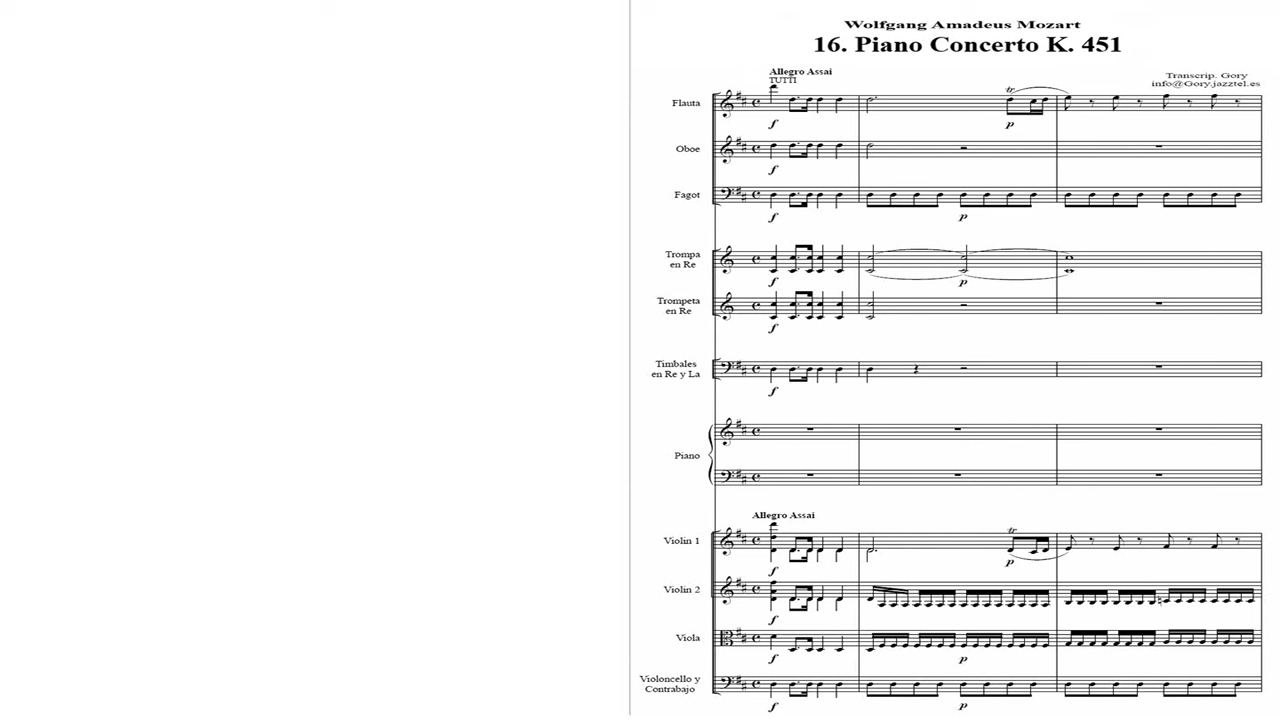 Wolfgang Amadeus Mozart
16. Piano Concerto K. 451
Allegro Assai
TUTTI
Transcrip. Gory
info@Gory.jazztel.es
Flauta
tr
f
p
Oboe
f
Fagot
f
p
Trompa
en Re
f
p
Trompeta
en Re
f
Timbales
en Re y La
f
Piano
Allegro Assai
Violin 1
tr
f
p
Violin 2
f
Viola
f
p
Violoncello y
Contrabajo
f
p